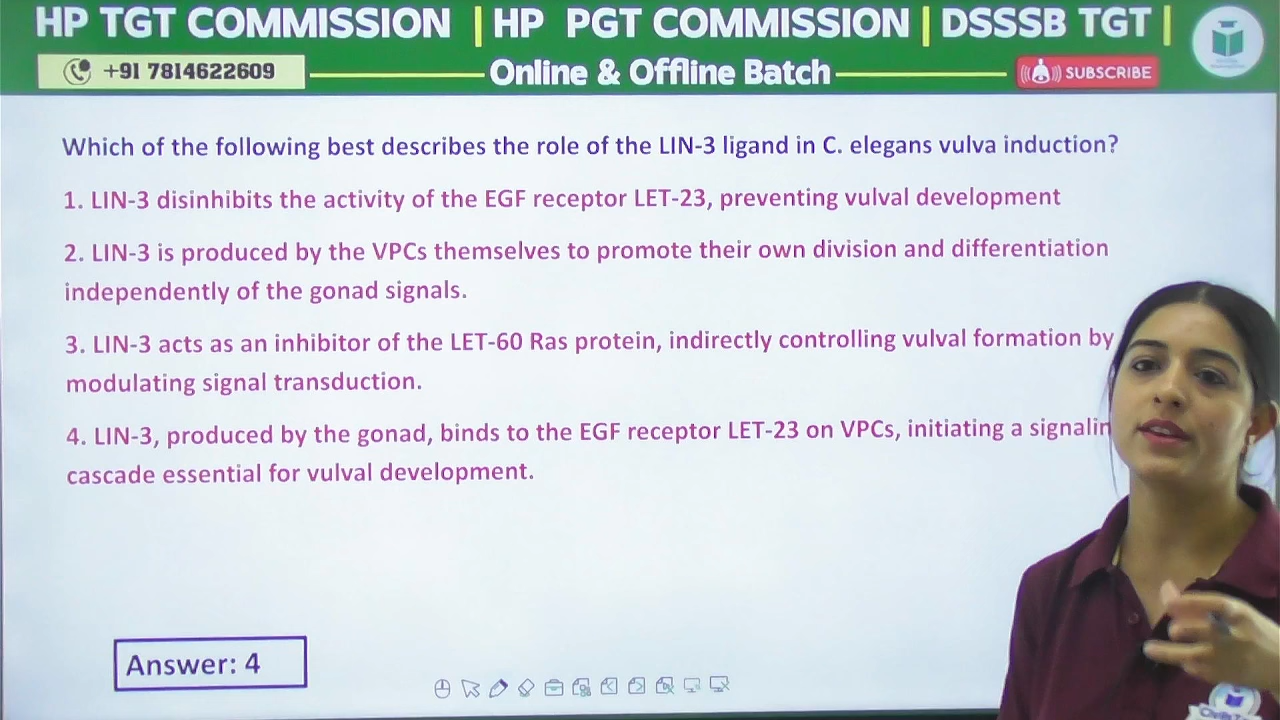 HP TGT COMMISSION | HP PGT COMMISSION | DSSSB TGT |
+91 7814622609
Online & Offline Batch
SUBSCRIBE
Which of the following best describes the role of the LIN-3 ligand in C. elegans vulva induction?
1. LIN-3 disinhibits the activity of the EGF receptor LET-23, preventing vulval development
2. LIN-3 is produced by the VPCs themselves to promote their own division and differentiation
independently of the gonad signals.
3. LIN-3 acts as an inhibitor of the LET-60 Ras protein, indirectly controlling vulval formation by
modulating signal transduction.
4. LIN-3, produced by the gonad, binds to the EGF receptor LET-23 on VPCs, initiating a signalin
cascade essential for vulval development.
Answer: 4